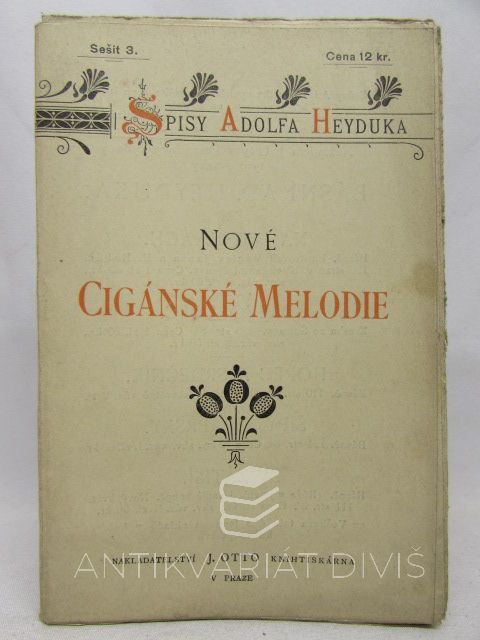 Sešit 3.
Cena 12 kr.
SPISY ADOLFA HEYDUKA
NOVÉ
CIGÁNSKÉ MELODIE
ANTIKVARIÁT DIVIŠ
NAKLADATELSTVÍ J. OTTO KNIHTISKÁRNA
V PRAZE